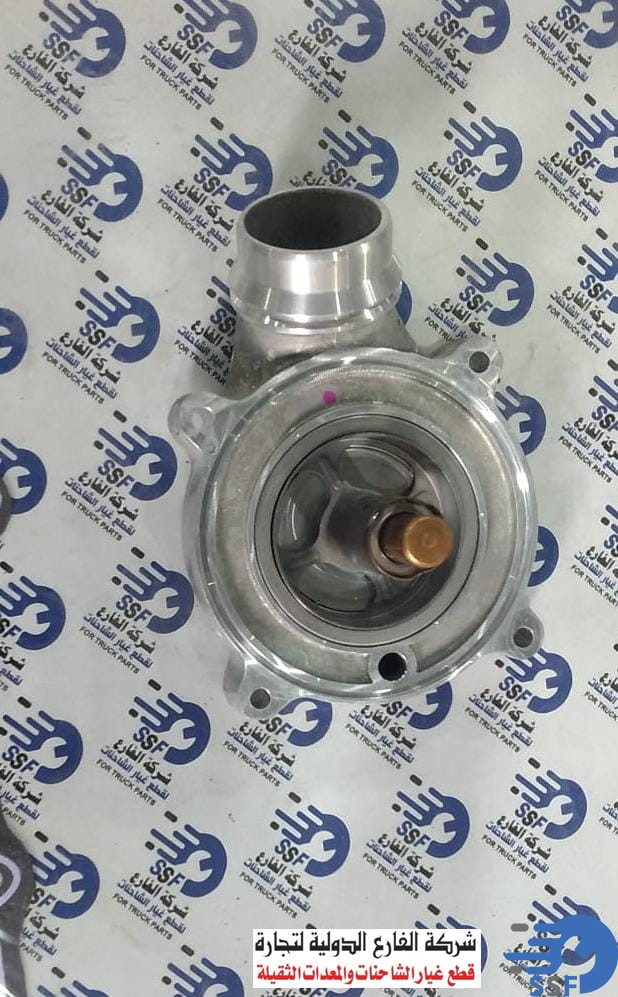 SSF
شركة الفارع
لقطع غيار الشاحنات
FOR TRUCK PARTS
شركة الفارع الدولية لتجارة
قطع غيار الشاحنات والمعدات الثقيلة
SSF